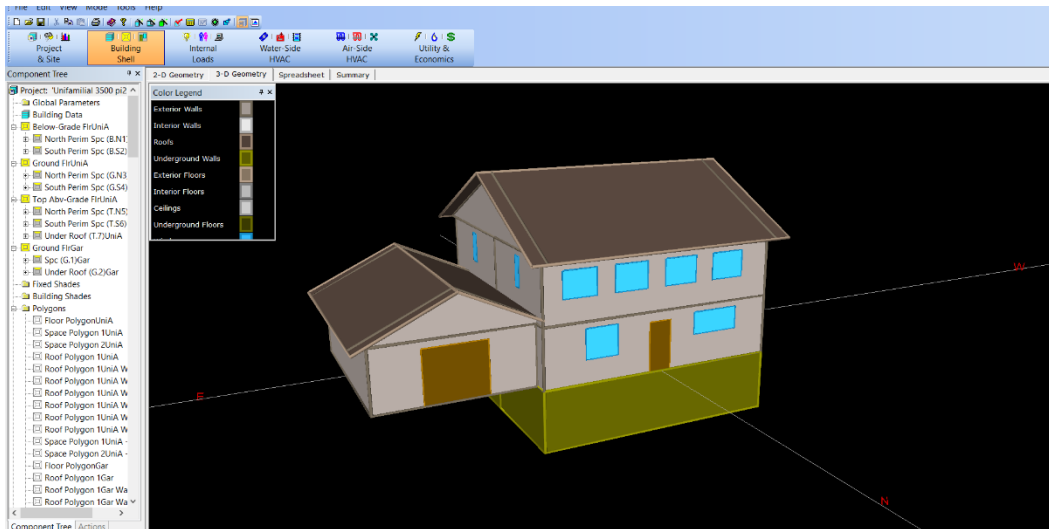 File Edit View Mode Tools Help
Project & Site
Building Shell
Internal Loads
Water-Side HVAC
Air-Side HVAC
Utility & Economics
Component Tree
Project: 'Unifamilial 3500 pi2
Global Parameters
Building Data
Below-Grade FlrUniA
North Perim Spc (B.N1)
South Perim Spc (B.S2)
Ground FlrUniA
North Perim Spc (G.N3
South Perim Spc (G.S4)
Top Abv-Grade FlrUniA
North Perim Spc (T.N5)
South Perim Spc (T.S6)
Under Roof (T.7)UniA
Ground FlrGar
Spc (G.1)Gar
Under Roof (G.2)Gar
Fixed Shades
Building Shades
Polygons
Floor PolygonUniA
Space Polygon 1UniA
Space Polygon 2UniA
Roof Polygon 1UniA
Roof Polygon 1UniA W
Roof Polygon 1UniA W
Roof Polygon 1UniA W
Roof Polygon 1UniA W
Roof Polygon 1UniA W
Roof Polygon 1UniA W
Space Polygon 1UniA -
Space Polygon 2UniA -
Floor PolygonGar
Roof Polygon 1Gar
Roof Polygon 1Gar Wa
Roof Polygon 1Gar Wa
Component Tree Actions
2-D Geometry 3-D Geometry Spreadsheet Summary
Color Legend
Exterior Walls
Interior Walls
Roofs
Underground Walls
Exterior Floors
Interior Floors
Ceilings
Underground Floors
W
E
N